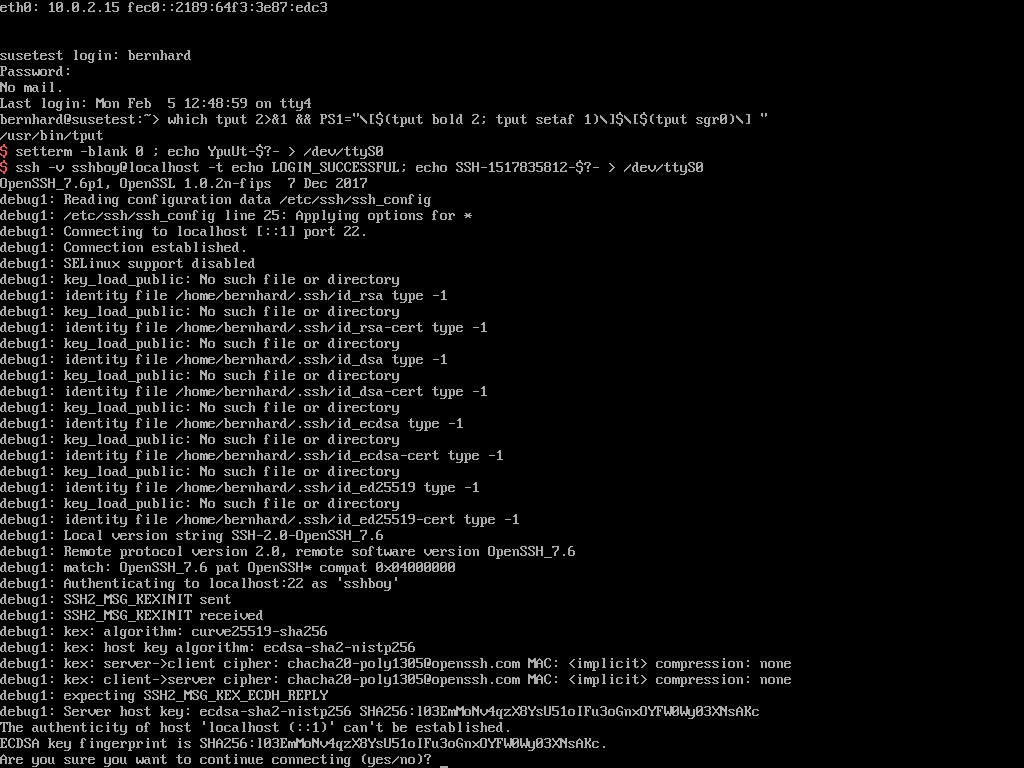 eth0: 10.0.2.15 fec0::2189:64f3:3e87:edc3
susetest login: bernhard
Password:
No mail.
Last login: Mon Feb  5 12:48:59 on tty4
bernhard@susetest:~> which tput 2>&1 && PS1="\[$(tput bold 2; tput setaf 1)\]$\[$(tput sgr0)\] "
/usr/bin/tput
$ setterm -blank 0 ; echo YpuUt-$?- > /dev/ttyS0
$ ssh -v sshboy@localhost -t echo LOGIN_SUCCESSFUL; echo SSH-1517835812-$?- > /dev/ttyS0
OpenSSH_7.6p1, OpenSSL 1.0.2n-fips  7 Dec 2017
debug1: Reading configuration data /etc/ssh/ssh_config
debug1: /etc/ssh/ssh_config line 25: Applying options for *
debug1: Connecting to localhost [::1] port 22.
debug1: Connection established.
debug1: SELinux support disabled
debug1: key_load_public: No such file or directory
debug1: identity file /home/bernhard/.ssh/id_rsa type -1
debug1: key_load_public: No such file or directory
debug1: identity file /home/bernhard/.ssh/id_rsa-cert type -1
debug1: key_load_public: No such file or directory
debug1: identity file /home/bernhard/.ssh/id_dsa type -1
debug1: key_load_public: No such file or directory
debug1: identity file /home/bernhard/.ssh/id_dsa-cert type -1
debug1: key_load_public: No such file or directory
debug1: identity file /home/bernhard/.ssh/id_ecdsa type -1
debug1: key_load_public: No such file or directory
debug1: identity file /home/bernhard/.ssh/id_ecdsa-cert type -1
debug1: key_load_public: No such file or directory
debug1: identity file /home/bernhard/.ssh/id_ed25519 type -1
debug1: key_load_public: No such file or directory
debug1: identity file /home/bernhard/.ssh/id_ed25519-cert type -1
debug1: Local version string SSH-2.0-OpenSSH_7.6
debug1: Remote protocol version 2.0, remote software version OpenSSH_7.6
debug1: match: OpenSSH_7.6 pat OpenSSH* compat 0x04000000
debug1: Authenticating to localhost:22 as 'sshboy'
debug1: SSH2_MSG_KEXINIT sent
debug1: SSH2_MSG_KEXINIT received
debug1: kex: algorithm: curve25519-sha256
debug1: kex: host key algorithm: ecdsa-sha2-nistp256
debug1: kex: server->client cipher: chacha20-poly1305@openssh.com MAC: <implicit> compression: none
debug1: kex: client->server cipher: chacha20-poly1305@openssh.com MAC: <implicit> compression: none
debug1: expecting SSH2_MSG_KEX_ECDH_REPLY
debug1: Server host key: ecdsa-sha2-nistp256 SHA256:l03EmMoNv4qzX8YsU51oIFu3oGnxOYFW0Wy03XNsAKc
The authenticity of host 'localhost (::1)' can't be established.
ECDSA key fingerprint is SHA256:l03EmMoNv4qzX8YsU51oIFu3oGnxOYFW0Wy03XNsAKc.
Are you sure you want to continue connecting (yes/no)? _